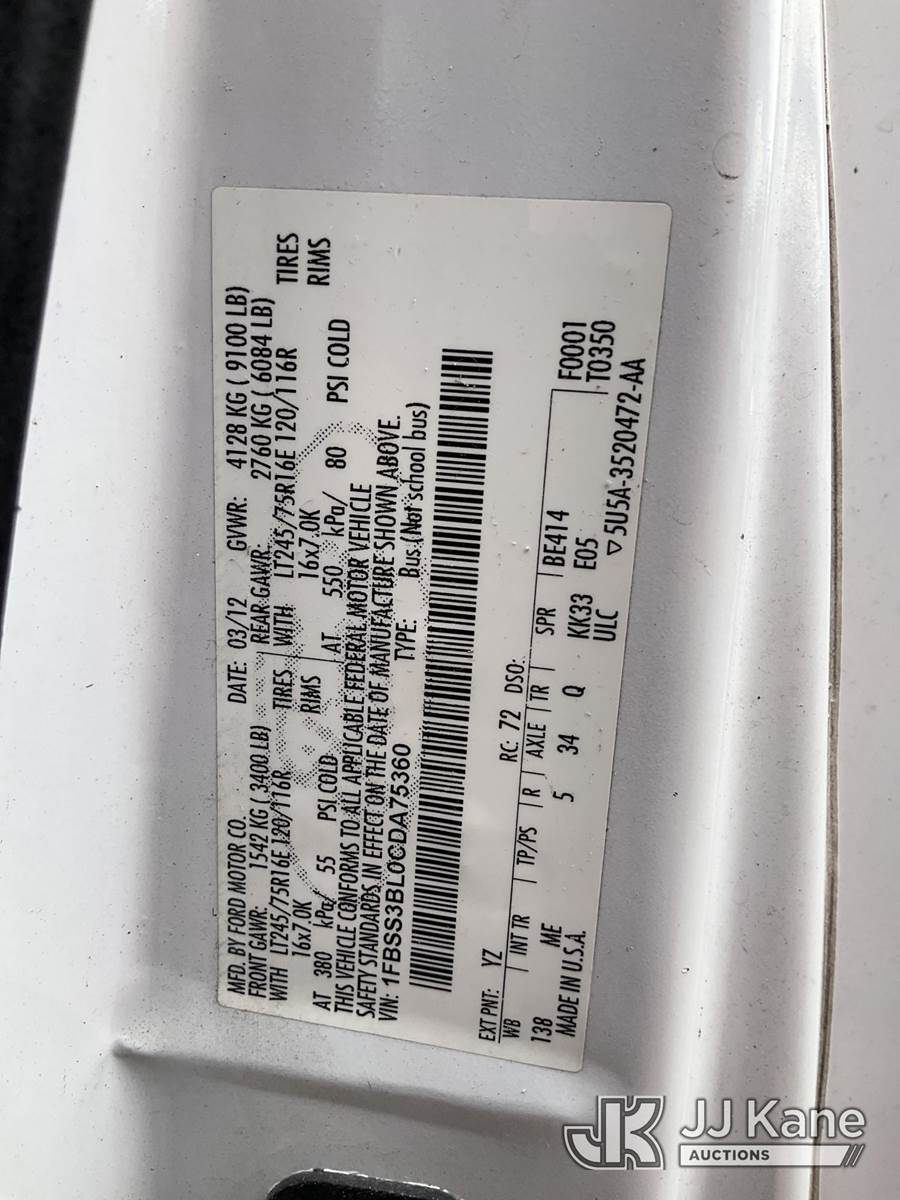 MFD. BY FORD MOTOR CO. DATE: 03/12 GVWR: 4128 KG ( 9100 LB)
FRONT GAWR: 1542 KG ( 3400 LB) REAR GAWR: 2760 KG ( 6084 LB)
WITH LT245/75R16E 120/116R TIRES WITH LT245/75R16E 120/116R TIRES
16x7.0K RIMS 16x7.0K RIMS
AT 380 kPa/ 55 PSI COLD AT 550 kPa/ 80 PSI COLD
THIS VEHICLE CONFORMS TO ALL APPLICABLE FEDERAL MOTOR VEHICLE
SAFETY STANDARDS IN EFFECT ON THE DATE OF MANUFACTURE SHOWN ABOVE.
VIN: 1FBSS3BL0CDA75360 TYPE: Bus (Not school bus)
EXT PNT: YZ RC: 72 DSO:
WB INT TR TP/PS R AXLE TR SPR BE414 F0001
138 ME 5 34 Q KK33 E05 T0350
MADE IN U.S.A. ULC
▽5U5A-3520472-AA
JK JJ Kane
AUCTIONS